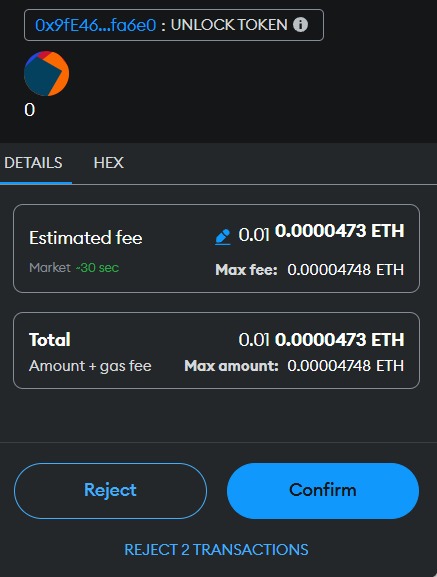 0x9fE46...fa6e0 : UNLOCK TOKEN
0
DETAILS HEX
Estimated fee 0.01 0.0000473 ETH
Market ~30 sec Max fee: 0.00004748 ETH
Total 0.01 0.0000473 ETH
Amount + gas fee Max amount: 0.00004748 ETH
Reject Confirm
REJECT 2 TRANSACTIONS